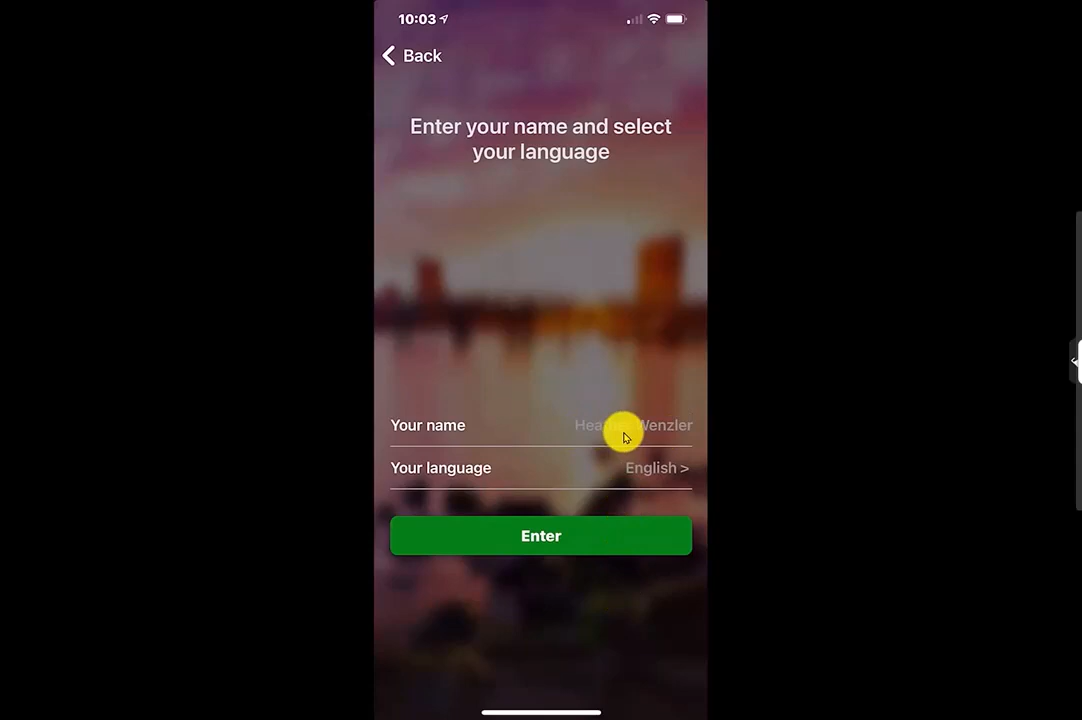 10:03
Back
Enter your name and select
your language
Your name
Wenzler
Your language
English >
Enter